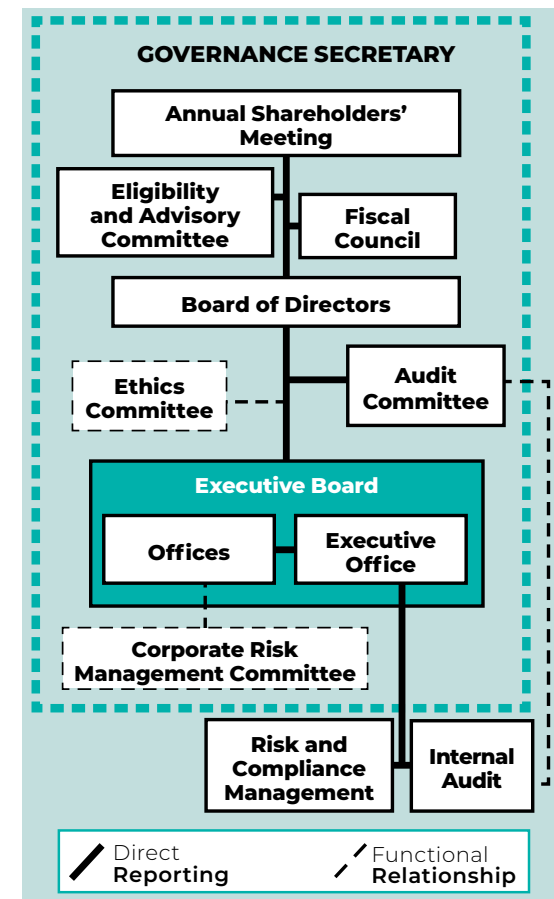 GOVERNANCE SECRETARY
Annual Shareholders’
Meeting
Eligibility
and Advisory
Committee
Fiscal
Council
Board of Directors
Ethics
Committee
Audit
Committee
Executive Board
Offices
Executive
Office
Corporate Risk
Management Committee
Risk and
Compliance
Management
Internal
Audit
Direct
Reporting
Functional
Relationship